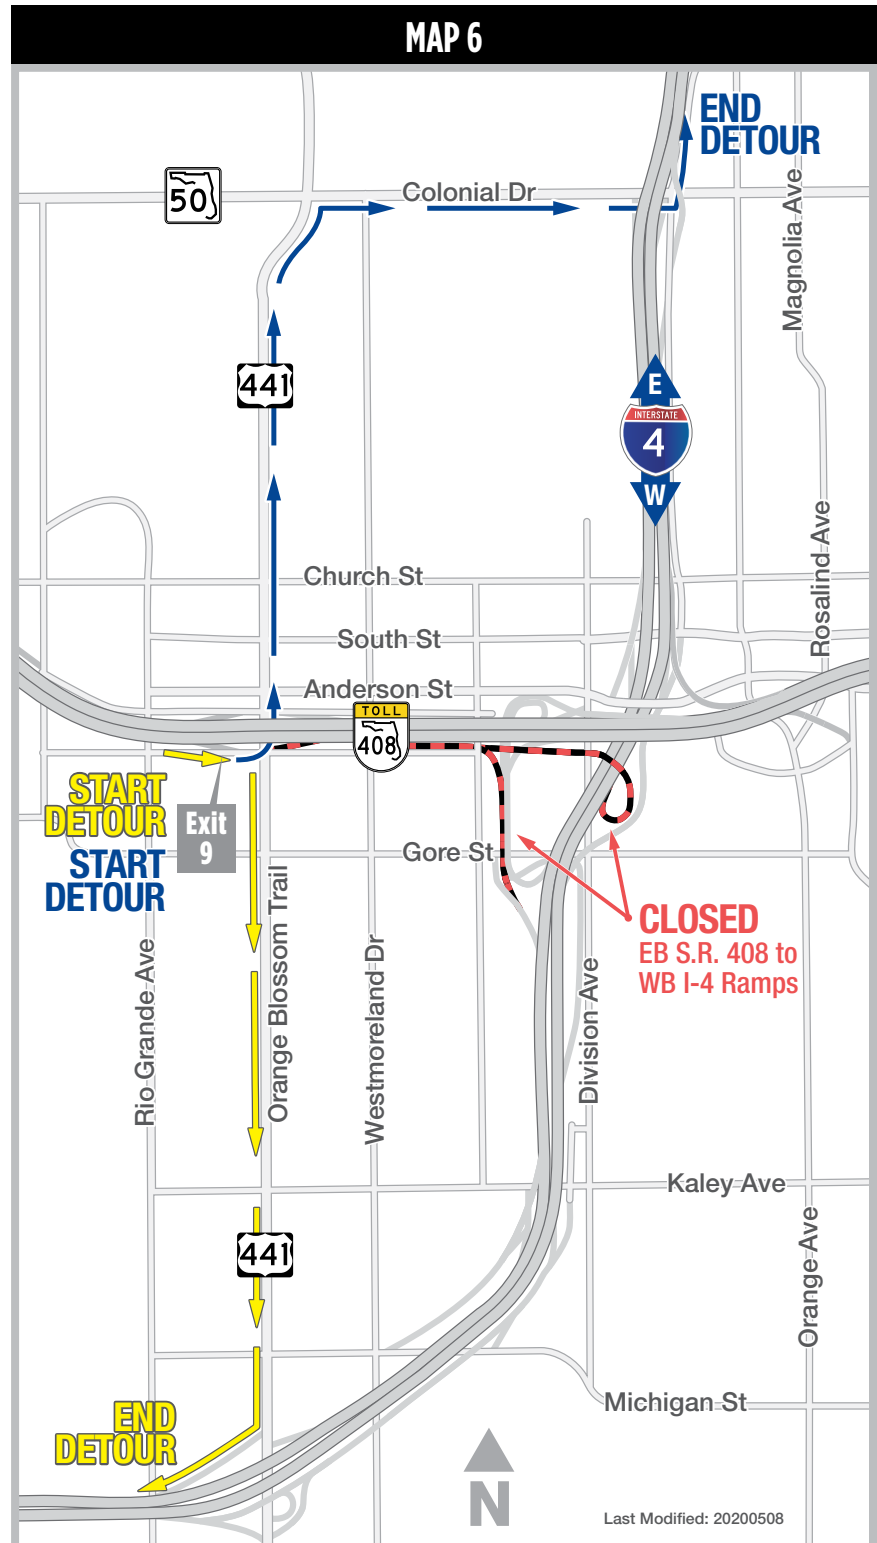 MAP 6
END
DETOUR
50
Colonial Dr
Magnolia Ave
441
E
INTERSTATE
4
W
Rosalind Ave
Church St
South St
Anderson St
TOLL
408
START
DETOUR
START
DETOUR
Exit
9
Gore St
CLOSED
EB S.R. 408 to
WB I-4 Ramps
Rio Grande Ave
Orange Blossom Trail
Westmoreland Dr
Division Ave
Kaley Ave
441
Orange Ave
Michigan St
END
DETOUR
N
Last Modified: 20200508